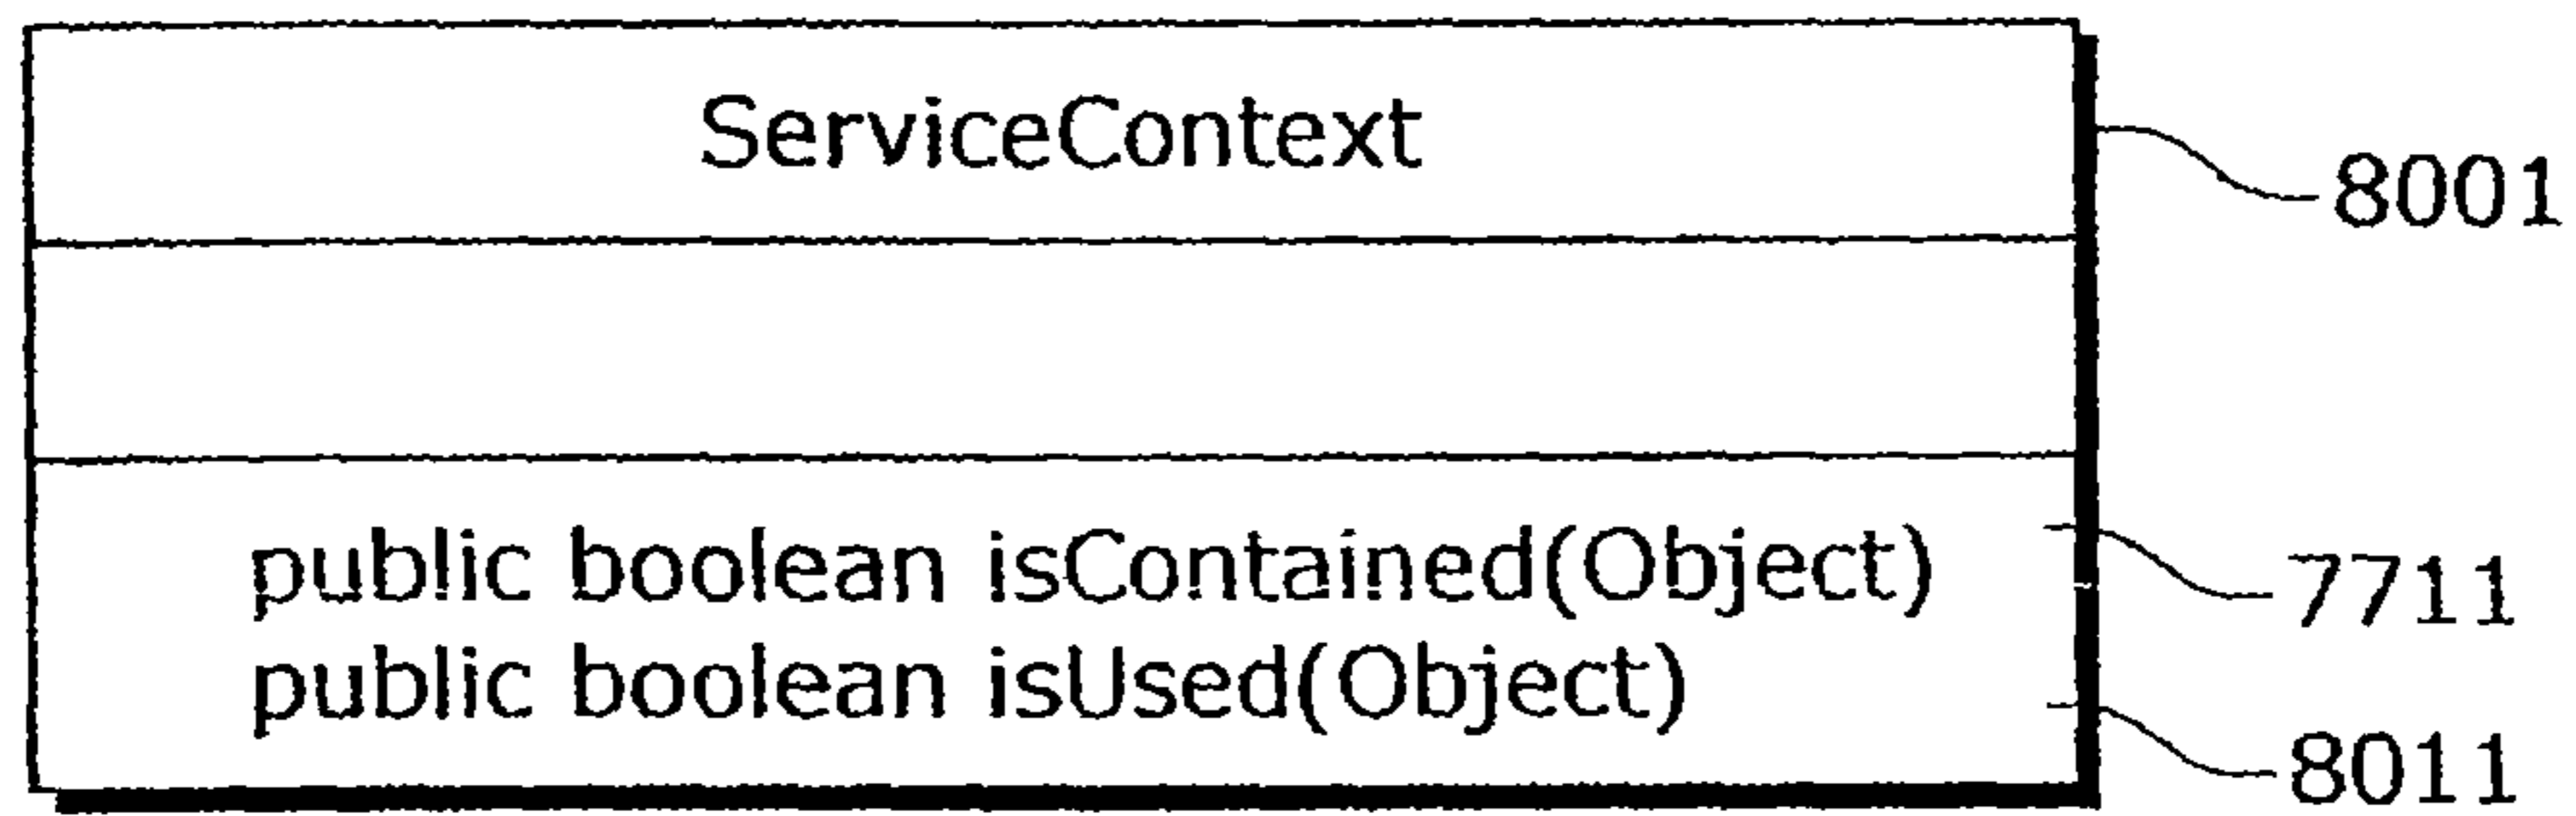 ServiceContext
8001
public boolean isContained(Object)
7711
public boolean isUsed(Object)
8011